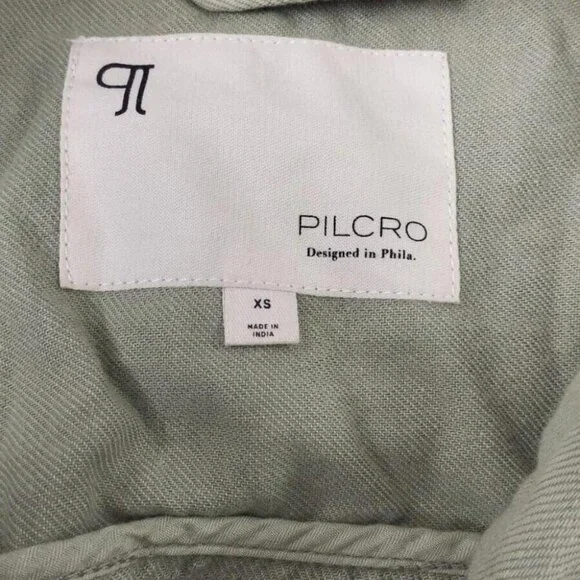 PILCRO
Designed in Phila.
XS
MADE IN
INDIA